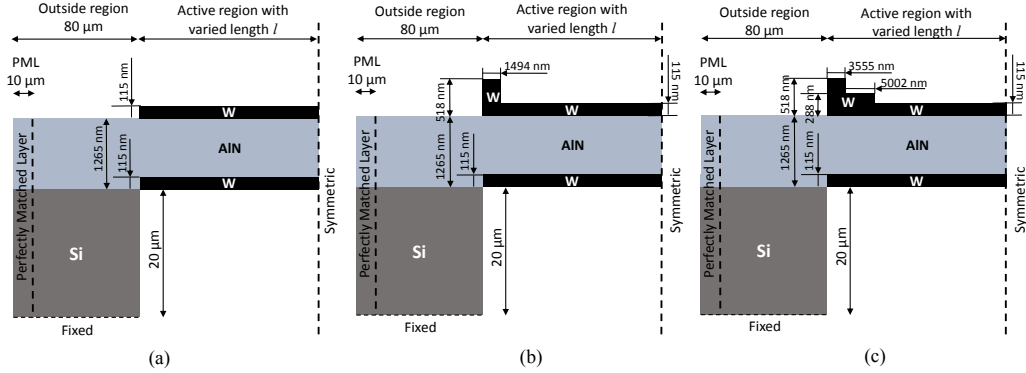 Outside region
80 µm
Active region with
varied length l
PML
10 µm
115 nm
W
1265 nm
115 nm
AlN
W
Perfectly Matched Layer
Si
20 µm
Symmetric
Fixed
(a)
Outside region
80 µm
Active region with
varied length l
PML
10 µm
1494 nm
518 nm
115 nm
W
W
1265 nm
115 nm
AlN
W
Perfectly Matched Layer
Si
20 µm
Symmetric
Fixed
(b)
Outside region
80 µm
Active region with
varied length l
PML
10 µm
3555 nm
5002 nm
518 nm
288 nm
115 nm
W
W
1265 nm
115 nm
AlN
W
Perfectly Matched Layer
Si
20 µm
Symmetric
Fixed
(c)